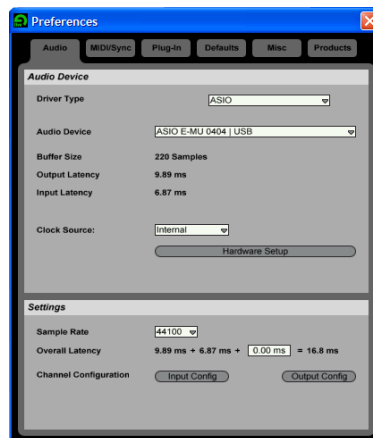 Preferences
Audio MIDI/Sync Plug-In Defaults Misc Products
Audio Device
Driver Type ASIO
Audio Device ASIO E-MU 0404 | USB
Buffer Size 220 Samples
Output Latency 9.89 ms
Input Latency 6.87 ms
Clock Source: Internal
Hardware Setup
Settings
Sample Rate 44100
Overall Latency 9.89 ms + 6.87 ms + 0.00 ms = 16.8 ms
Channel Configuration Input Config Output Config